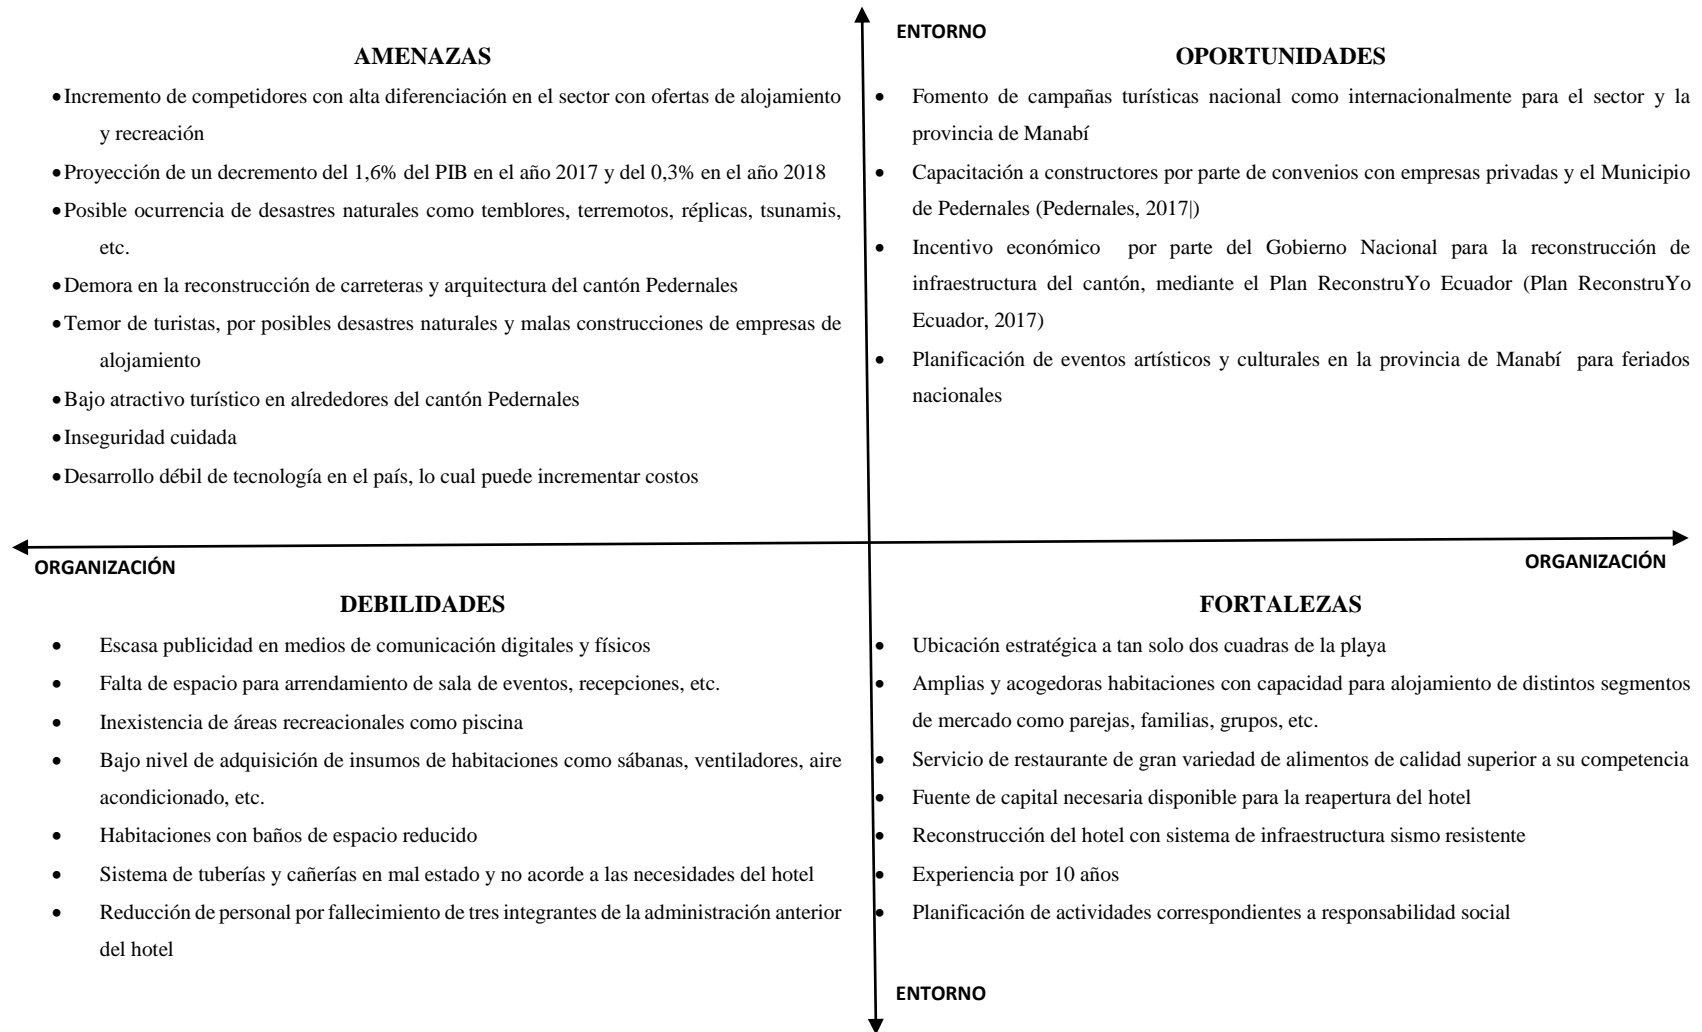 ENTORNO
AMENAZAS
• Incremento de competidores con alta diferenciación en el sector con ofertas de alojamiento
y recreación
• Proyección de un decremento del 1,6% del PIB en el año 2017 y del 0,3% en el año 2018
• Posible ocurrencia de desastres naturales como temblores, terremotos, réplicas, tsunamis,
etc.
• Demora en la reconstrucción de carreteras y arquitectura del cantón Pedernales
• Temor de turistas, por posibles desastres naturales y malas construcciones de empresas de
alojamiento
• Bajo atractivo turístico en alrededores del cantón Pedernales
• Inseguridad cuidada
• Desarrollo débil de tecnología en el país, lo cual puede incrementar costos
OPORTUNIDADES
• Fomento de campañas turísticas nacional como internacionalmente para el sector y la
provincia de Manabí
• Capacitación a constructores por parte de convenios con empresas privadas y el Municipio
de Pedernales (Pedernales, 2017|)
• Incentivo económico por parte del Gobierno Nacional para la reconstrucción de
infraestructura del cantón, mediante el Plan ReconstruYo Ecuador (Plan ReconstruYo
Ecuador, 2017)
• Planificación de eventos artísticos y culturales en la provincia de Manabí para feriados
nacionales
ORGANIZACIÓN
ORGANIZACIÓN
DEBILIDADES
• Escasa publicidad en medios de comunicación digitales y físicos
• Falta de espacio para arrendamiento de sala de eventos, recepciones, etc.
• Inexistencia de áreas recreacionales como piscina
• Bajo nivel de adquisición de insumos de habitaciones como sábanas, ventiladores, aire
acondicionado, etc.
• Habitaciones con baños de espacio reducido
• Sistema de tuberías y cañerías en mal estado y no acorde a las necesidades del hotel
• Reducción de personal por fallecimiento de tres integrantes de la administración anterior
del hotel
FORTALEZAS
• Ubicación estratégica a tan solo dos cuadras de la playa
• Amplias y acogedoras habitaciones con capacidad para alojamiento de distintos segmentos
de mercado como parejas, familias, grupos, etc.
• Servicio de restaurante de gran variedad de alimentos de calidad superior a su competencia
• Fuente de capital necesaria disponible para la reapertura del hotel
• Reconstrucción del hotel con sistema de infraestructura sismo resistente
• Experiencia por 10 años
• Planificación de actividades correspondientes a responsabilidad social
ENTORNO